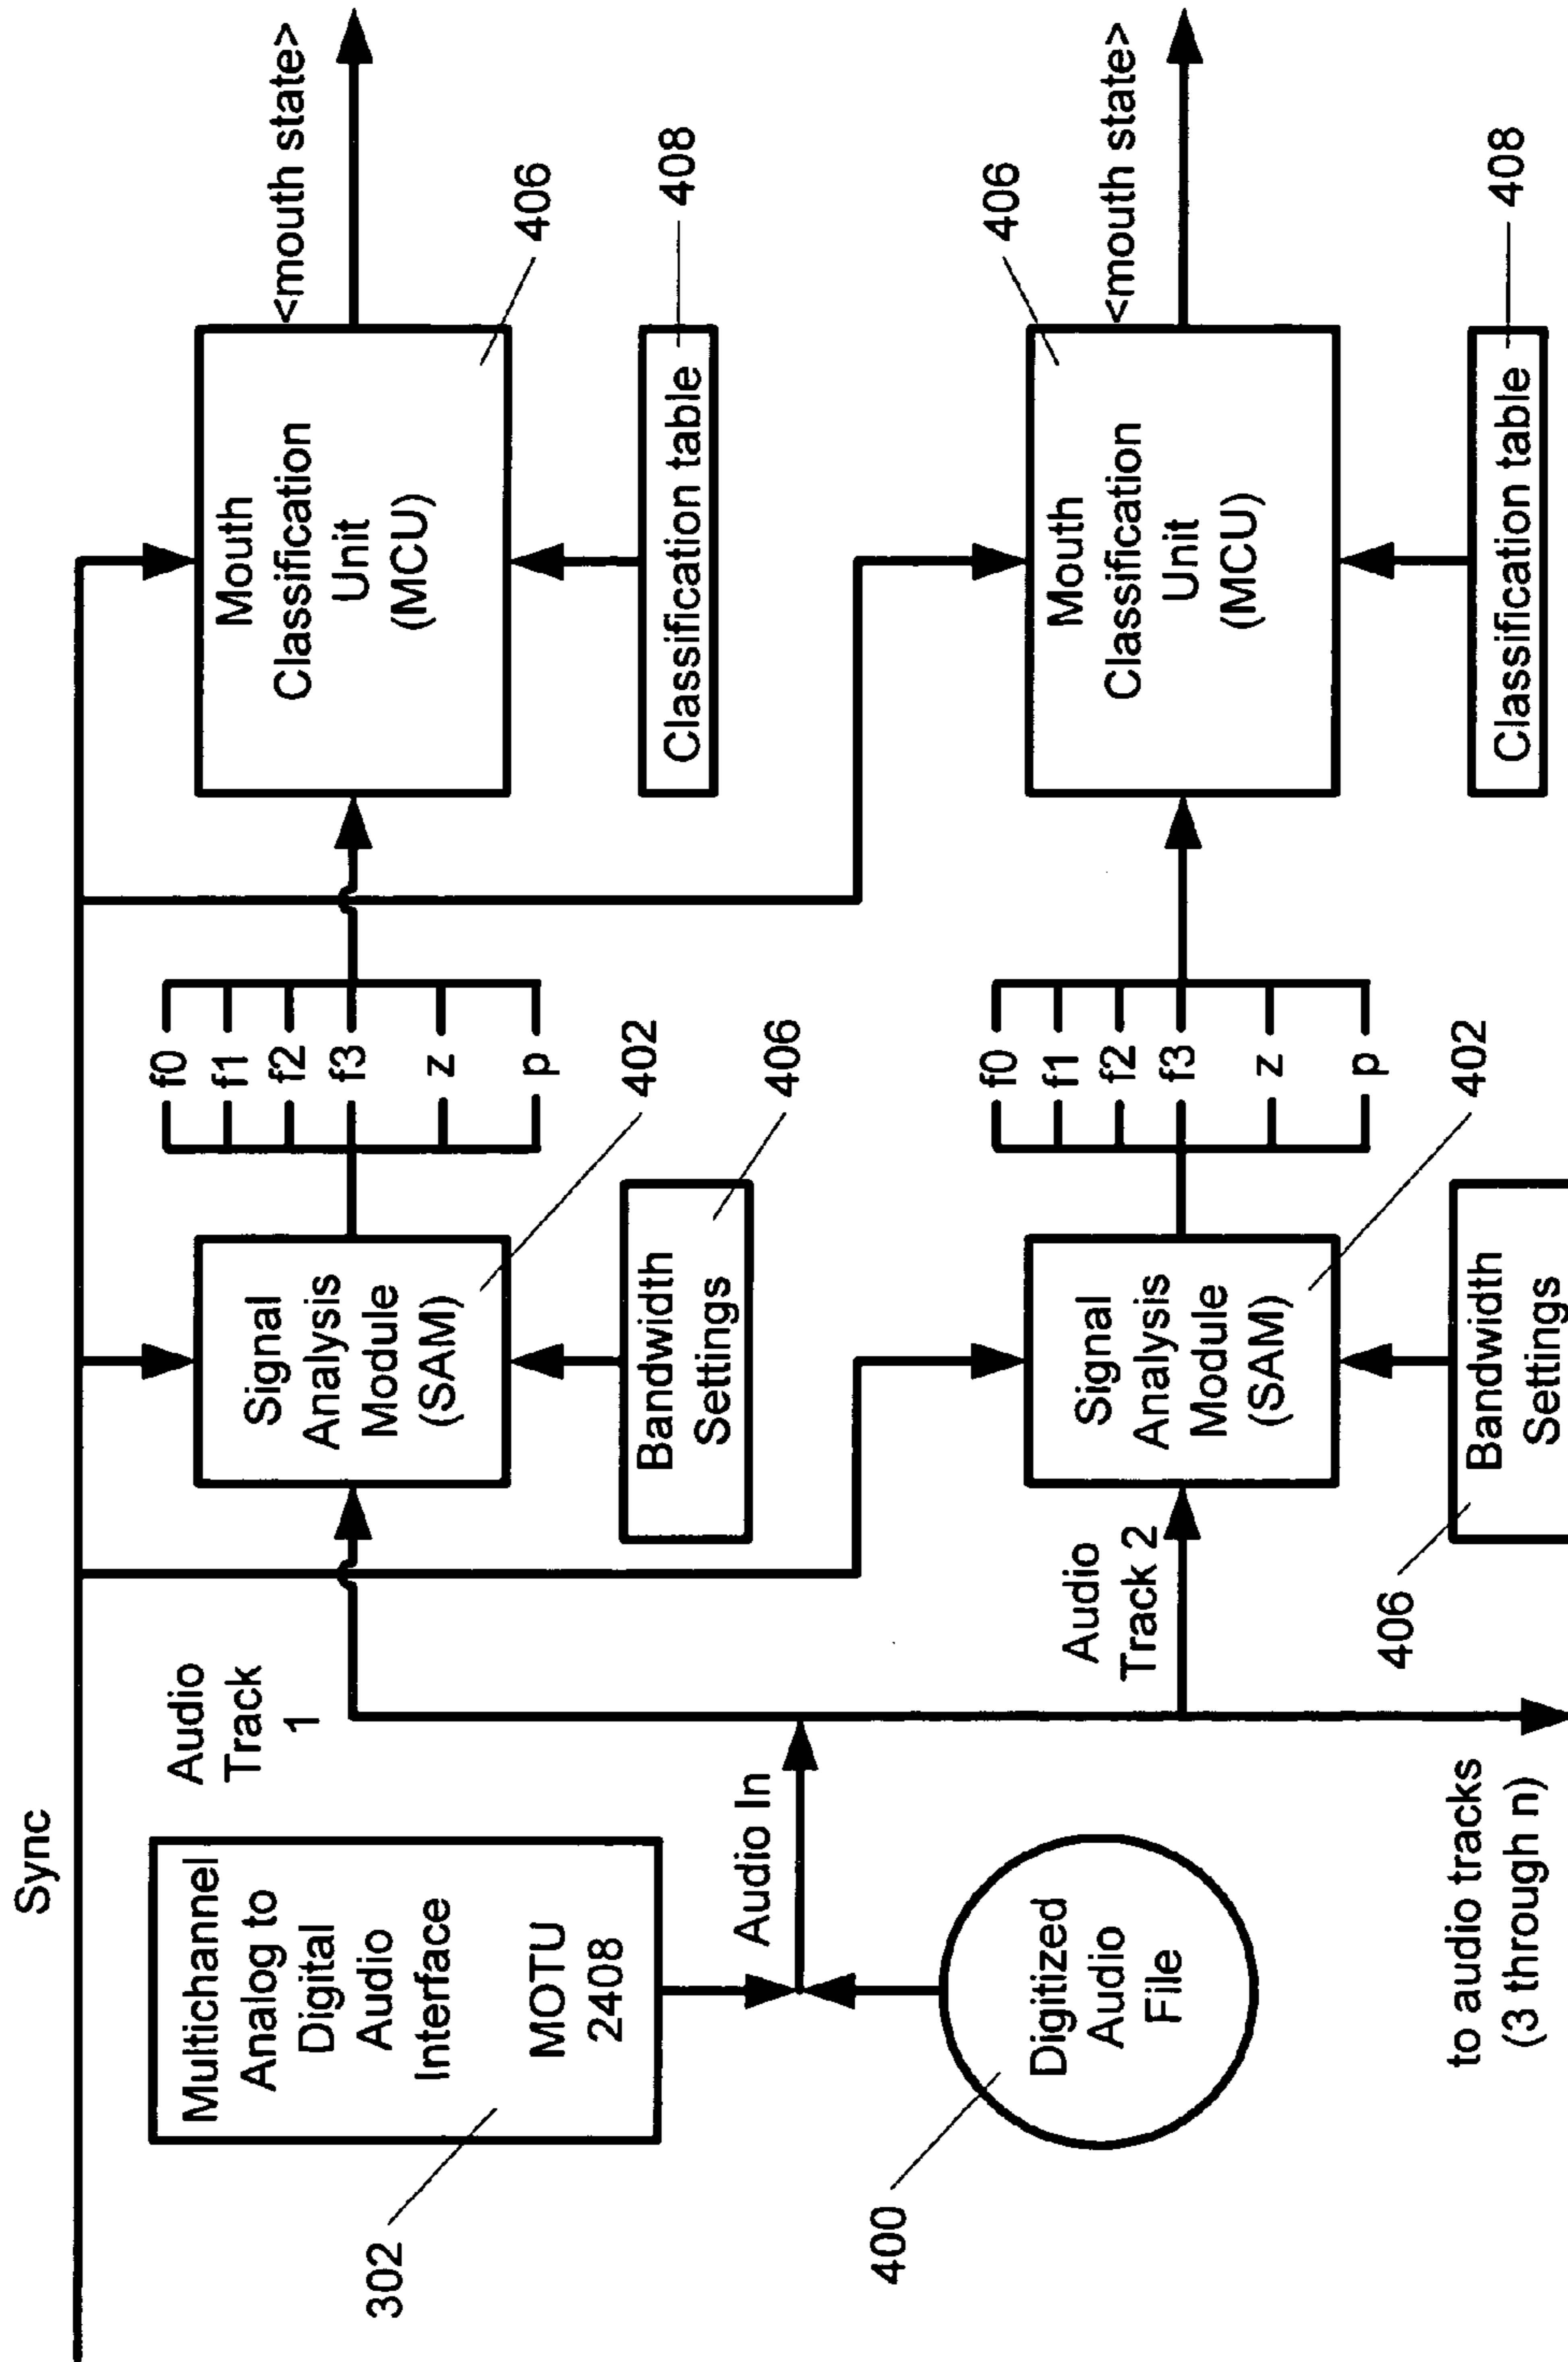 Sync
Multichannel
Analog to
Digital
Audio
Interface
MOTU
2408
302
Audio In
Digitized
Audio
File
400
Audio
Track
1
Signal
Analysis
Module
(SAM)
402
Bandwidth
Settings
406
f0
f1
f2
f3
z
p
Mouth
Classification
Unit
(MCU)
406
<mouth state>
Classification table
408
Audio
Track 2
Signal
Analysis
Module
(SAM)
402
Bandwidth
Settings
406
f0
f1
f2
f3
z
p
Mouth
Classification
Unit
(MCU)
406
<mouth state>
Classification table
408
to audio tracks
(3 through n)